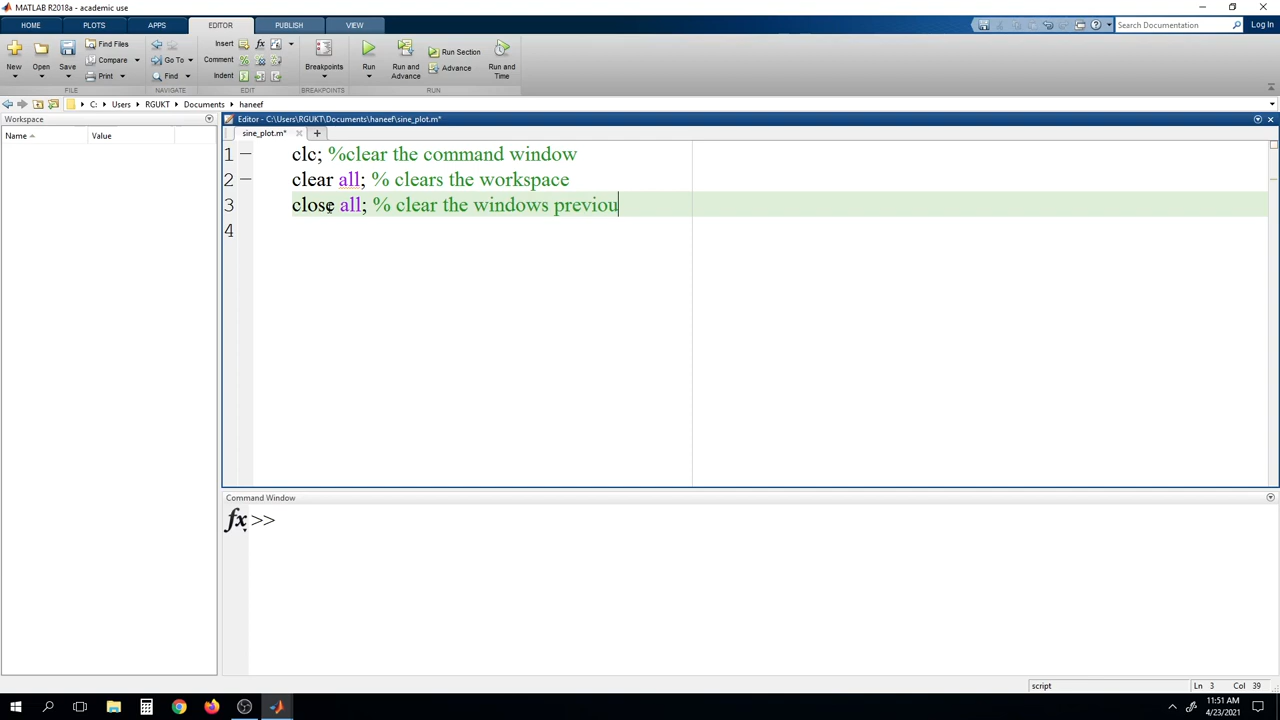 MATLAB R2018a - academic use
HOME PLOTS APPS EDITOR PUBLISH VIEW Search Documentation Log In
New Open Save Find Files Compare Print Go To Find Insert fx Comment % Indent Breakpoints Run Run and Advance Run Section Advance Run and Time
FILE NAVIGATE EDIT BREAKPOINTS RUN
C: Users RGUKT Documents haneef
Workspace
Name Value
Editor - C:\Users\RGUKT\Documents\haneef\sine_plot.m*
sine_plot.m* +
1 — clc; %clear the command window
2 — clear all; % clears the workspace
3 close all; % clear the windows previou
4
Command Window
fx >>
script Ln 3 Col 39
11:51 AM
4/23/2021